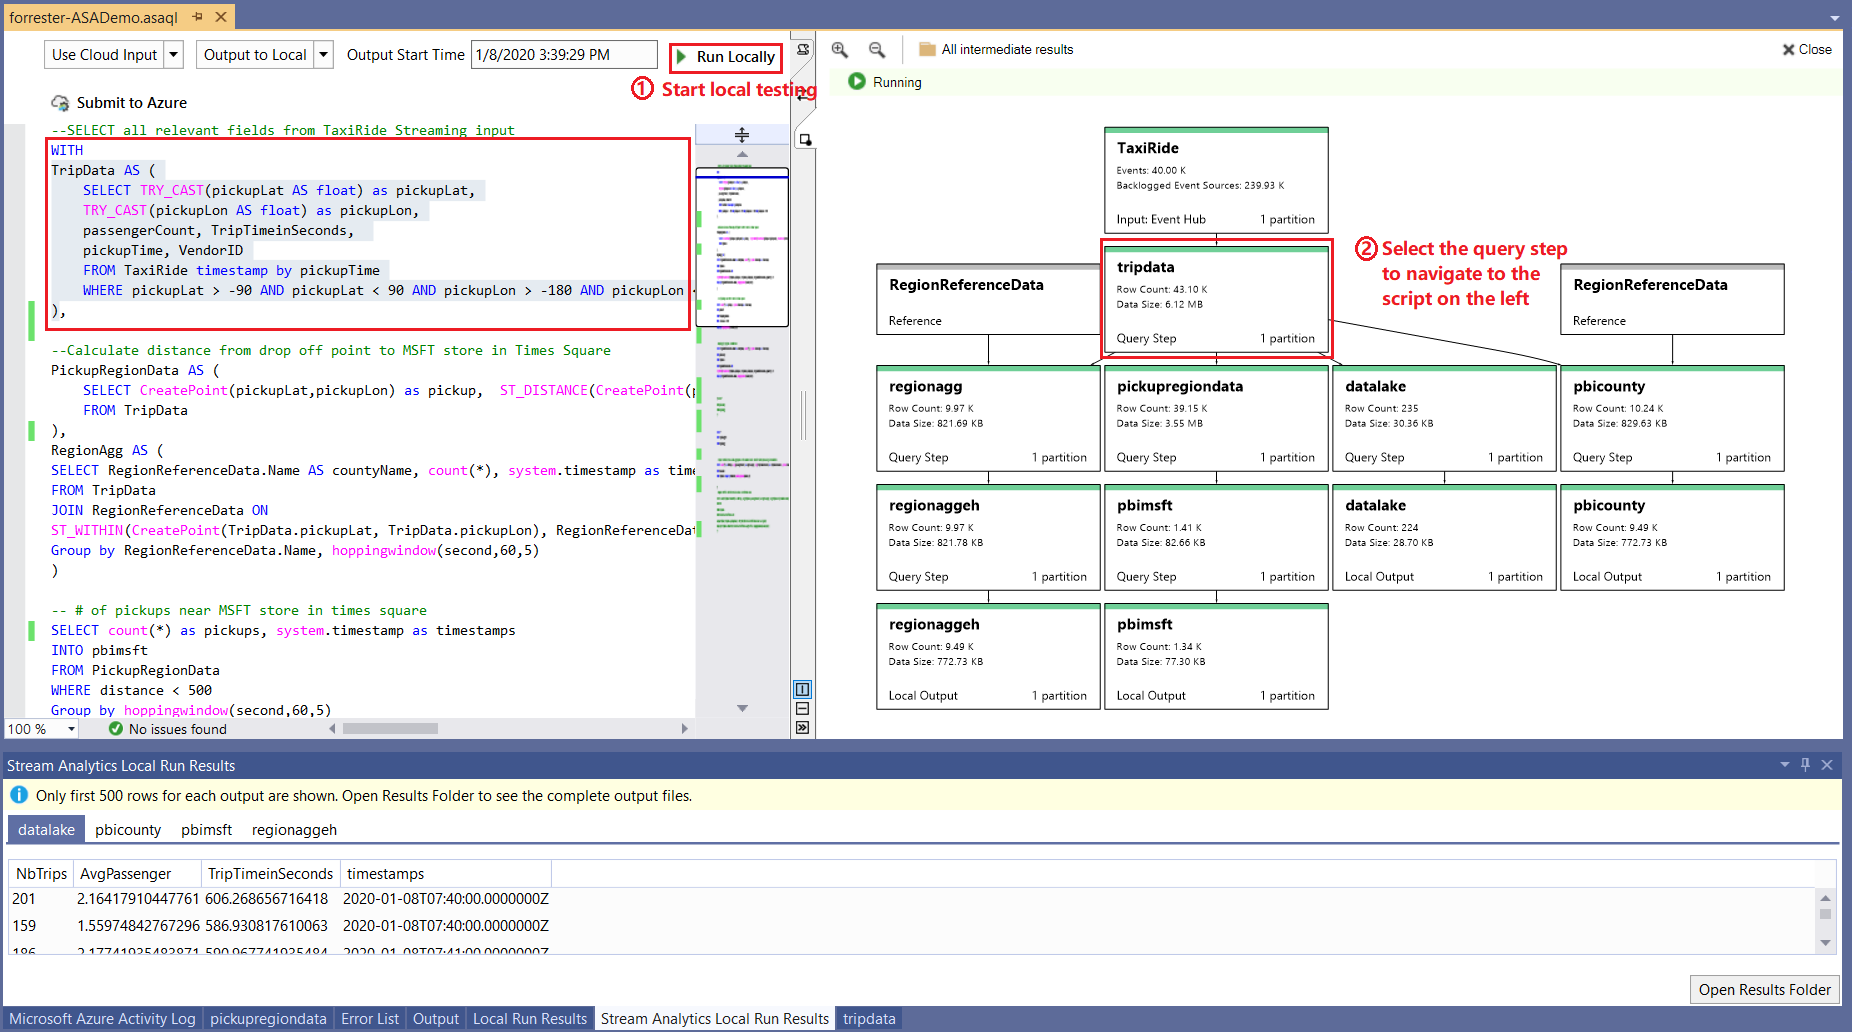 forrester-ASADemo.asaql
Use Cloud Input
Output to Local
Output Start Time
1/8/2020 3:39:29 PM
Run Locally
① Start local testing
Submit to Azure
--SELECT all relevant fields from TaxiRide Streaming input
WITH
TripData AS (
SELECT TRY_CAST(pickupLat AS float) as pickupLat,
TRY_CAST(pickupLon AS float) as pickupLon,
passengerCount, TripTimeinSeconds,
pickupTime, VendorID
FROM TaxiRide timestamp by pickupTime
WHERE pickupLat > -90 AND pickupLat < 90 AND pickupLon > -180 AND pickupLon
),
--Calculate distance from drop off point to MSFT store in Times Square
PickupRegionData AS (
SELECT CreatePoint(pickupLat,pickupLon) as pickup, ST_DISTANCE(CreatePoint(
FROM TripData
),
RegionAgg AS (
SELECT RegionReferenceData.Name AS countyName, count(*), system.timestamp as time
FROM TripData
JOIN RegionReferenceData ON
ST_WITHIN(CreatePoint(TripData.pickupLat, TripData.pickupLon), RegionReferenceDat
Group by RegionReferenceData.Name, hoppingwindow(second,60,5)
)
-- # of pickups near MSFT store in times square
SELECT count(*) as pickups, system.timestamp as timestamps
INTO pbimsft
FROM PickupRegionData
WHERE distance < 500
Group by hoppingwindow(second,60,5)
100 %
No issues found
All intermediate results
Close
Running
TaxiRide
Events: 40.00 K
Backlogged Event Sources: 239.93 K
Input: Event Hub 1 partition
RegionReferenceData
Reference
tripdata
Row Count: 43.10 K
Data Size: 6.12 MB
Query Step 1 partition
② Select the query step
to navigate to the
script on the left
RegionReferenceData
Reference
regionagg
Row Count: 9.97 K
Data Size: 821.69 KB
Query Step 1 partition
pickupregiondata
Row Count: 39.15 K
Data Size: 3.55 MB
Query Step 1 partition
datalake
Row Count: 235
Data Size: 30.36 KB
Query Step 1 partition
pbicounty
Row Count: 10.24 K
Data Size: 829.63 KB
Query Step 1 partition
regionaggeh
Row Count: 9.97 K
Data Size: 821.78 KB
Query Step 1 partition
pbimsft
Row Count: 1.41 K
Data Size: 82.66 KB
Query Step 1 partition
datalake
Row Count: 224
Data Size: 28.70 KB
Local Output 1 partition
pbicounty
Row Count: 9.49 K
Data Size: 772.73 KB
Local Output 1 partition
regionaggeh
Row Count: 9.49 K
Data Size: 772.73 KB
Local Output 1 partition
pbimsft
Row Count: 1.34 K
Data Size: 77.30 KB
Local Output 1 partition
Stream Analytics Local Run Results
Only first 500 rows for each output are shown. Open Results Folder to see the complete output files.
datalake pbicounty pbimsft regionaggeh
NbTrips AvgPassenger TripTimeinSeconds timestamps
201 2.16417910447761 606.268656716418 2020-01-08T07:40:00.0000000Z
159 1.55974842767296 586.930817610063 2020-01-08T07:40:00.0000000Z
186 2.17741935483871 590.967741935484 2020-01-08T07:41:00.0000000Z
Open Results Folder
Microsoft Azure Activity Log pickupregiondata Error List Output Local Run Results Stream Analytics Local Run Results tripdata